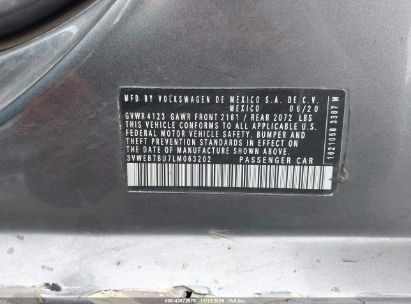 MFD BY VOLKSWAGEN DE MEXICO S.A. DE C.V.
MEXICO 06/20
GVWR 4123 GAWR FRONT 2161 / REAR 2072 LBS
THIS VEHICLE CONFORMS TO ALL APPLICABLE U.S.
FEDERAL MOTOR VEHICLE SAFETY, BUMPER AND
THEFT PREVENTION STANDARDS IN EFFECT
ON THE DATE OF MANUFACTURE SHOWN ABOVE
3VWEB7BU7LM063202 PASSENGER CAR
1621058 3387 M